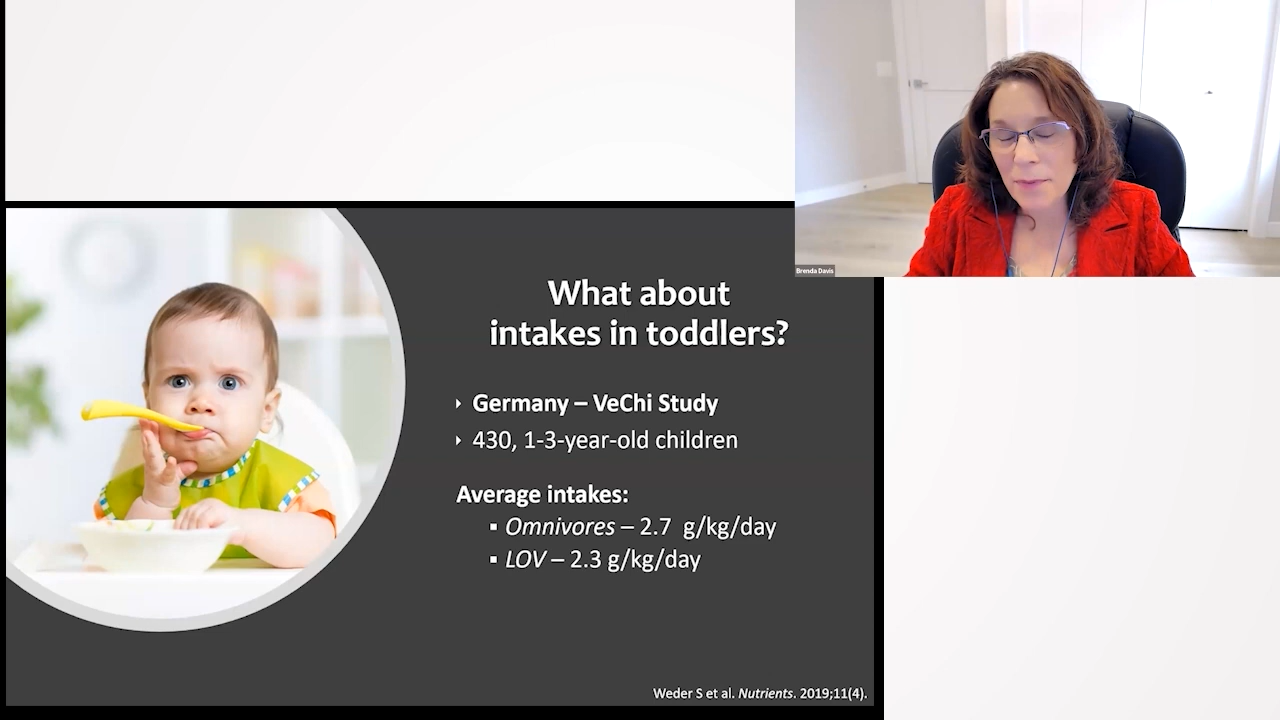 Brenda Davis
What about
intakes in toddlers?
Germany – VeChi Study
430, 1-3-year-old children
Average intakes:
Omnivores – 2.7 g/kg/day
LOV – 2.3 g/kg/day
Weder S et al. Nutrients. 2019;11(4).